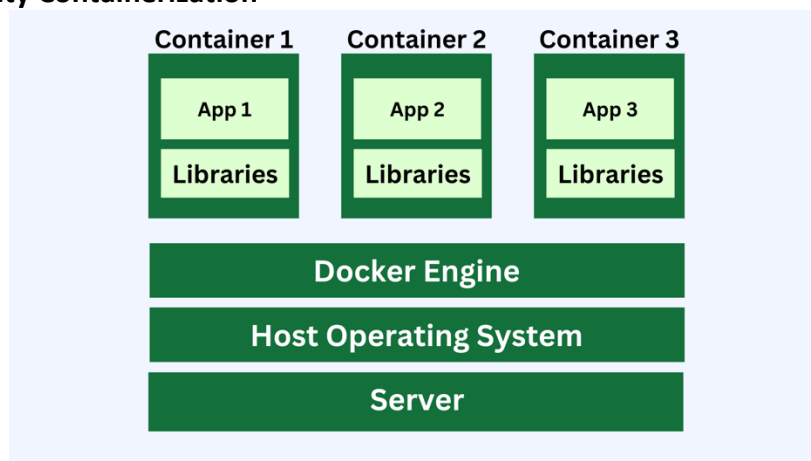 Containerization
Container 1 Container 2 Container 3
App 1 App 2 App 3
Libraries Libraries Libraries
Docker Engine
Host Operating System
Server